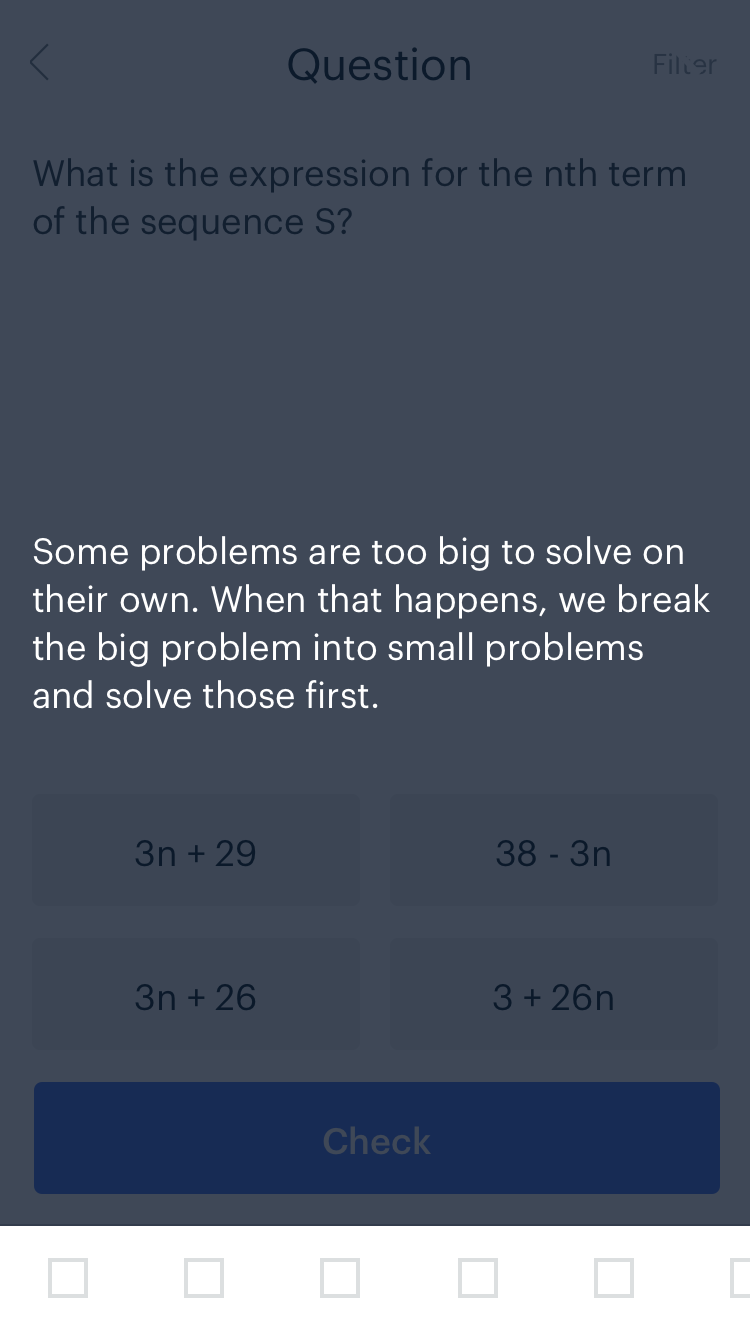 Question
Filter
What is the expression for the nth term
of the sequence S?
Some problems are too big to solve on
their own. When that happens, we break
the big problem into small problems
and solve those first.
3n + 29
38 - 3n
3n + 26
3 + 26n
Check